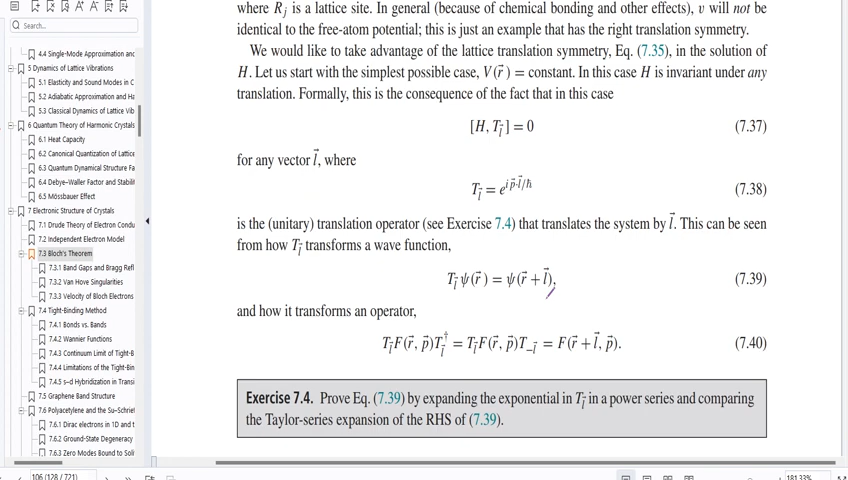 Search...
4.4 Single-Mode Approximation and
5 Dynamics of Lattice Vibrations
5.1 Elasticity and Sound Modes in C
5.2 Adiabatic Approximation and Ha
5.3 Classical Dynamics of Lattice Vib
6 Quantum Theory of Harmonic Crystals
6.1 Heat Capacity
6.2 Canonical Quantization of Lattice
6.3 Quantum Dynamical Structure Fa
6.4 Debye–Waller Factor and Stabilit
6.5 Mössbauer Effect
7 Electronic Structure of Crystals
7.1 Drude Theory of Electron Condu
7.2 Independent Electron Model
7.3 Bloch's Theorem
7.3.1 Band Gaps and Bragg Refl
7.3.2 Van Hove Singularities
7.3.3 Velocity of Bloch Electrons
7.4 Tight-Binding Method
7.4.1 Bonds vs. Bands
7.4.2 Wannier Functions
7.4.3 Continuum Limit of Tight-B
7.4.4 Limitations of the Tight-Bin
7.4.5 s–d Hybridization in Transi
7.5 Graphene Band Structure
7.6 Polyacetylene and the Su–Schrief
7.6.1 Dirac electrons in 1D and t
7.6.2 Ground-State Degeneracy
7.6.3 Zero Modes Bound to Soli
where R_j is a lattice site. In general (because of chemical bonding and other effects), v will not be
identical to the free-atom potential; this is just an example that has the right translation symmetry.
We would like to take advantage of the lattice translation symmetry, Eq. (7.35), in the solution of
H. Let us start with the simplest possible case, V(r⃗) = constant. In this case H is invariant under any
translation. Formally, this is the consequence of the fact that in this case
[H, T_l⃗] = 0 (7.37)
for any vector l⃗, where
T_l⃗ = e^{i p⃗·l⃗/ħ} (7.38)
is the (unitary) translation operator (see Exercise 7.4) that translates the system by l⃗. This can be seen
from how T_l⃗ transforms a wave function,
T_l⃗ ψ(r⃗) = ψ(r⃗ + l⃗), (7.39)
and how it transforms an operator,
T_l⃗ F(r⃗, p⃗)T_l⃗^† = T_l⃗ F(r⃗, p⃗)T_{−l⃗} = F(r⃗ + l⃗, p⃗). (7.40)
Exercise 7.4. Prove Eq. (7.39) by expanding the exponential in T_l⃗ in a power series and comparing
the Taylor-series expansion of the RHS of (7.39).
106 (128 / 721)
181.33%